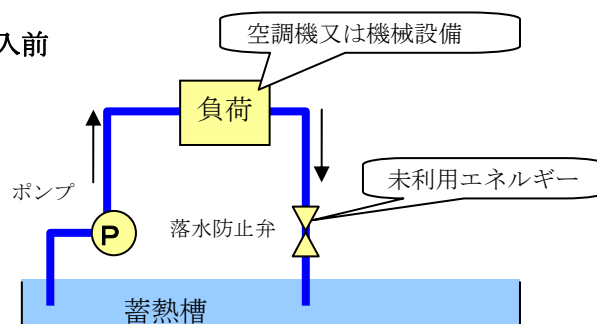 入前
空調機又は機械設備
負荷
ポンプ
未利用エネルギー
P
落水防止弁
蓄熱槽